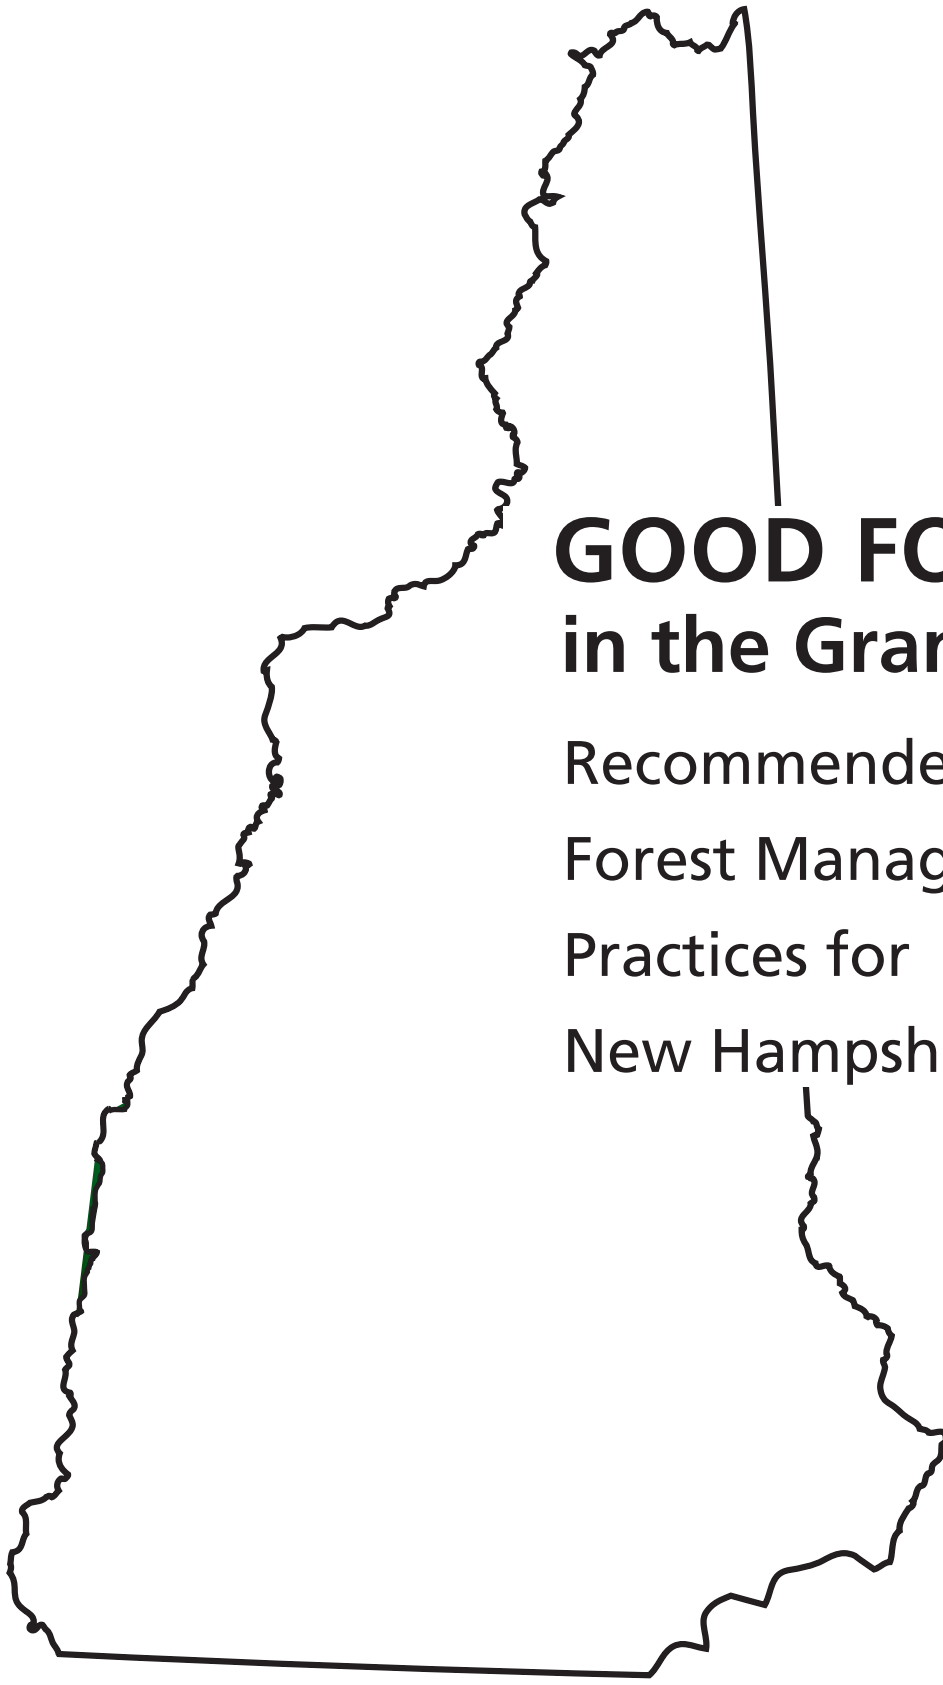 GOOD FO
in the Gran
Recommende
Forest Manag
Practices for
New Hampsh